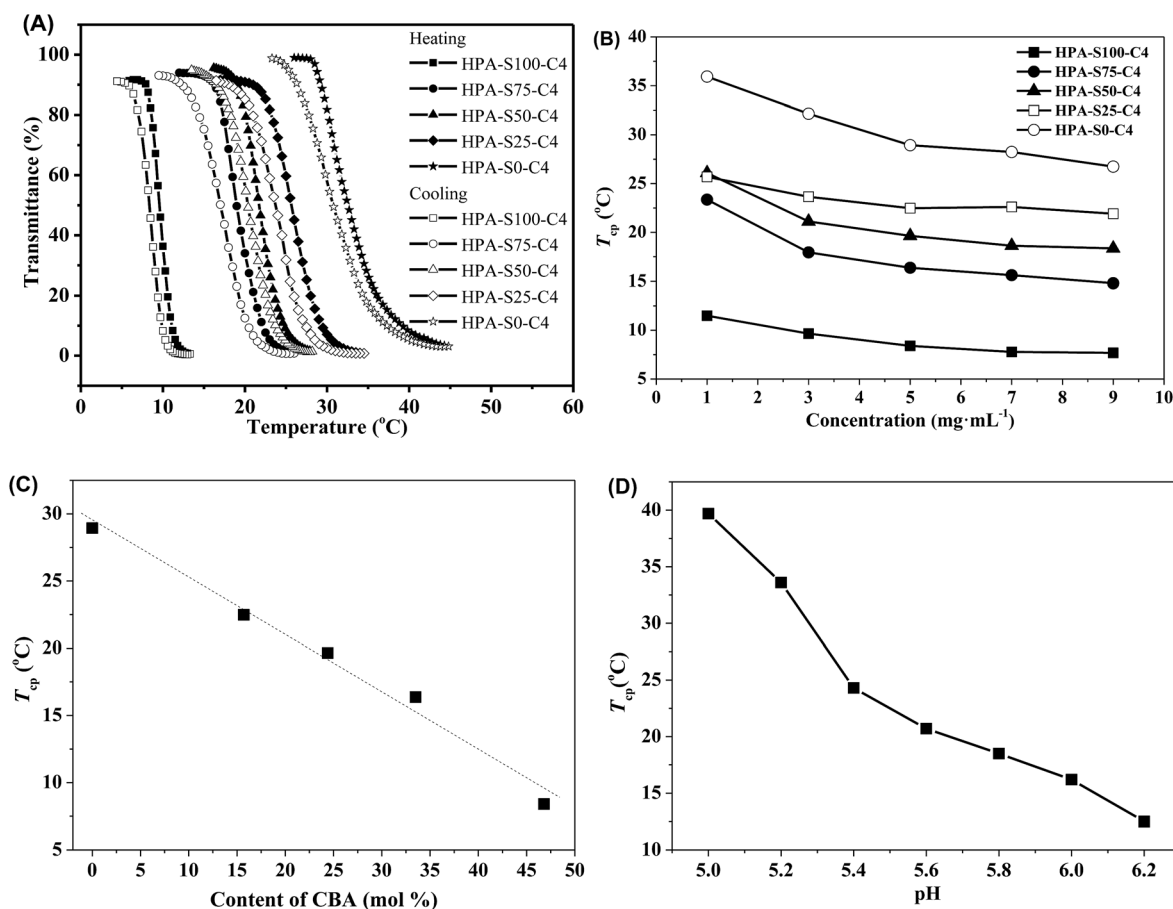 (A)
100
80
60
40
20
0
Transmittance (%)
0 10 20 30 40 50 60
Temperature (°C)
Heating
HPA-S100-C4
HPA-S75-C4
HPA-S50-C4
HPA-S25-C4
HPA-S0-C4
Cooling
HPA-S100-C4
HPA-S75-C4
HPA-S50-C4
HPA-S25-C4
HPA-S0-C4
(B)
40
35
30
25
20
15
10
5
Tcp (°C)
0 1 2 3 4 5 6 7 8 9 10
Concentration (mg·mL⁻¹)
HPA-S100-C4
HPA-S75-C4
HPA-S50-C4
HPA-S25-C4
HPA-S0-C4
(C)
30
25
20
15
10
5
Tcp (°C)
0 5 10 15 20 25 30 35 40 45 50
Content of CBA (mol %)
(D)
40
35
30
25
20
15
10
Tcp(°C)
5.0 5.2 5.4 5.6 5.8 6.0 6.2
pH